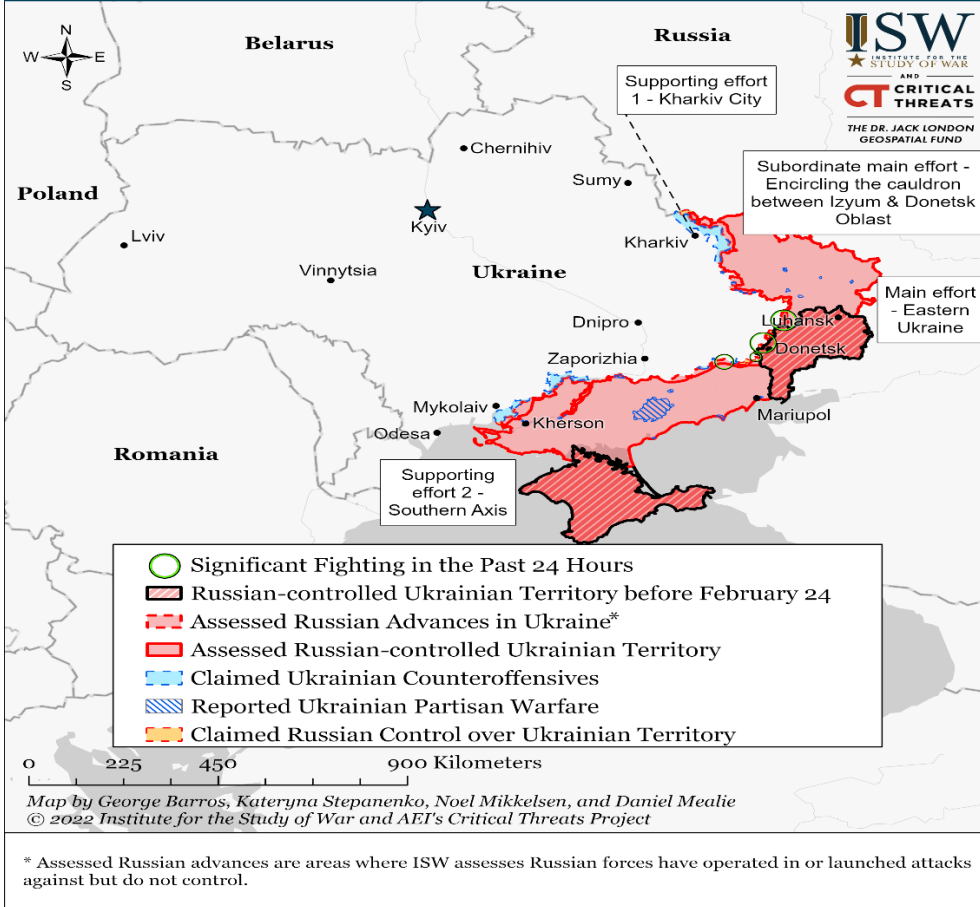 N
W E
S
Belarus
Russia
ISW
INSTITUTE FOR THE
STUDY OF WAR
AND
CT CRITICAL
THREATS
THE DR. JACK LONDON
GEOSPATIAL FUND
Supporting effort
1 - Kharkiv City
Subordinate main effort -
Encircling the cauldron
between Izyum & Donetsk
Oblast
Chernihiv
Sumy
Poland
Kyiv
Lviv
Kharkiv
Vinnytsia
Ukraine
Main effort
- Eastern
Ukraine
Dnipro
Luhansk
Donetsk
Zaporizhia
Mykolaiv
Mariupol
Kherson
Odesa
Romania
Supporting
effort 2 -
Southern Axis
Significant Fighting in the Past 24 Hours
Russian-controlled Ukrainian Territory before February 24
Assessed Russian Advances in Ukraine*
Assessed Russian-controlled Ukrainian Territory
Claimed Ukrainian Counteroffensives
Reported Ukrainian Partisan Warfare
Claimed Russian Control over Ukrainian Territory
0 225 450 900 Kilometers
Map by George Barros, Kateryna Stepanenko, Noel Mikkelsen, and Daniel Mealie
© 2022 Institute for the Study of War and AEI's Critical Threats Project
* Assessed Russian advances are areas where ISW assesses Russian forces have operated in or launched attacks
against but do not control.